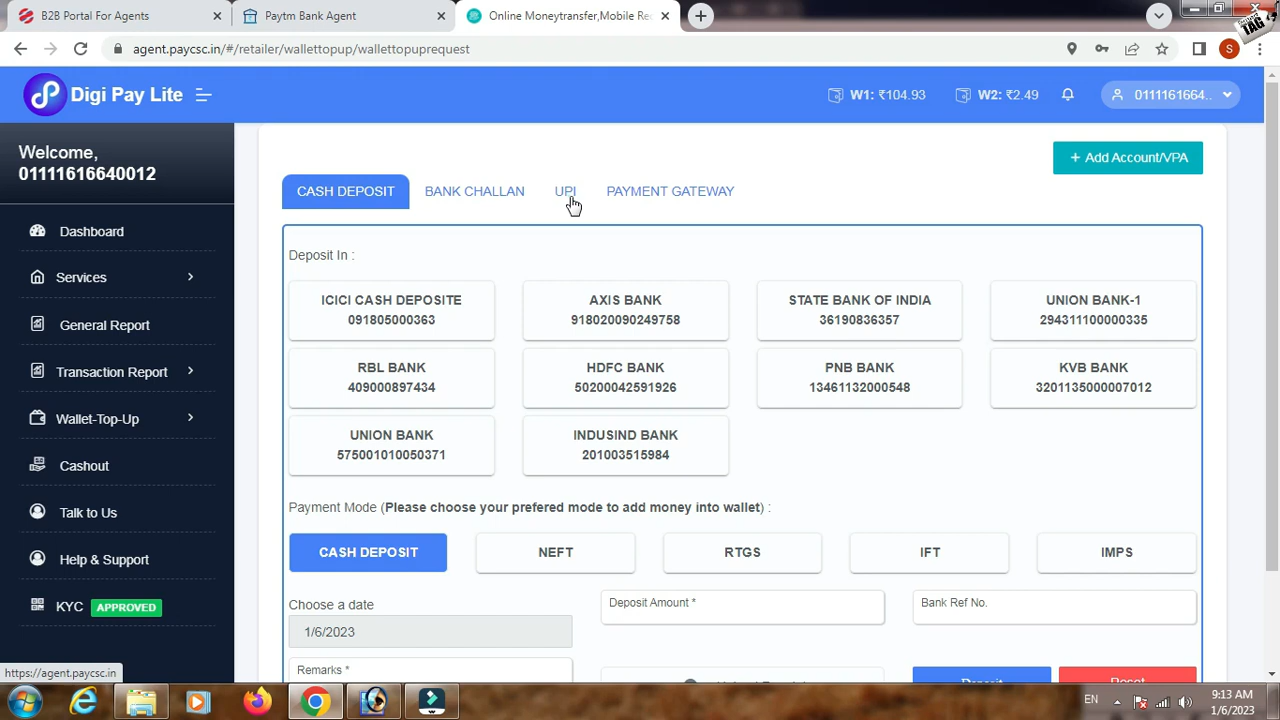 B2B Portal For Agents
Paytm Bank Agent
Online Moneytransfer,Mobile Re
TAG
agent.paycsc.in/#/retailer/wallettopup/wallettopuprequest
S
Digi Pay Lite
W1: ₹104.93
W2: ₹2.49
0111161664..
Welcome,
01111616640012
Dashboard
Services
General Report
Transaction Report
Wallet-Top-Up
Cashout
Talk to Us
Help & Support
KYC APPROVED
https://agent.paycsc.in
+ Add Account/VPA
CASH DEPOSIT
BANK CHALLAN
UPI
PAYMENT GATEWAY
Deposit In :
ICICI CASH DEPOSITE
091805000363
AXIS BANK
918020090249758
STATE BANK OF INDIA
36190836357
UNION BANK-1
294311100000335
RBL BANK
409000897434
HDFC BANK
50200042591926
PNB BANK
13461132000548
KVB BANK
3201135000007012
UNION BANK
575001010050371
INDUSIND BANK
201003515984
Payment Mode (Please choose your prefered mode to add money into wallet) :
CASH DEPOSIT
NEFT
RTGS
IFT
IMPS
Choose a date
1/6/2023
Deposit Amount *
Bank Ref No.
Remarks *
Deposit
Reset
EN
9:13 AM
1/6/2023